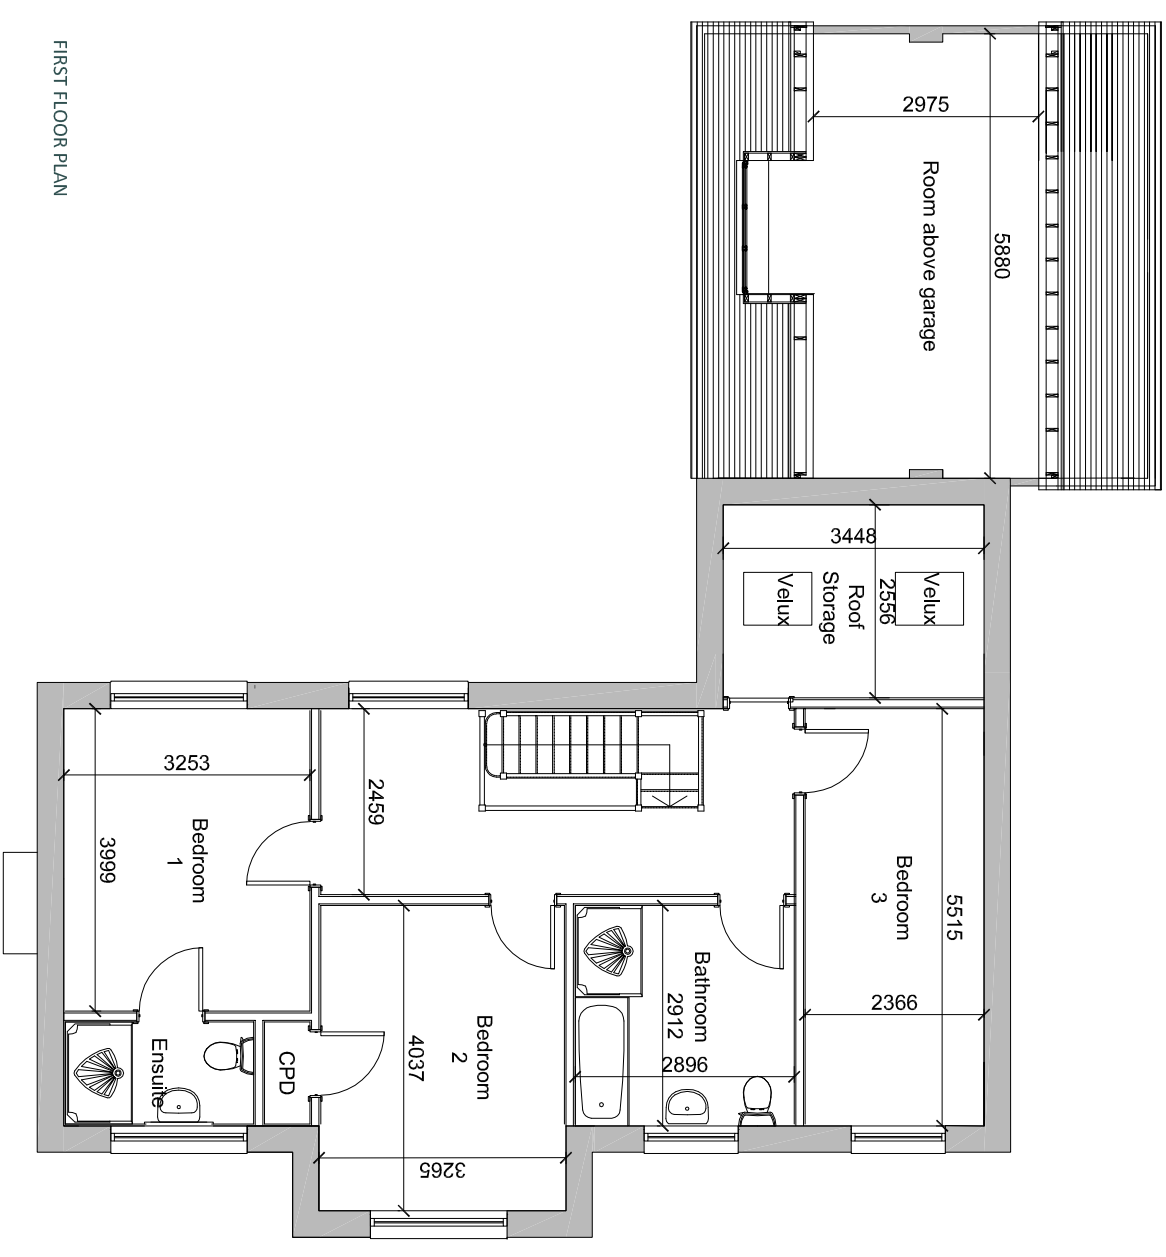 FIRST FLOOR PLAN
2975
Room above garage
5880
3448
Velux
Roof
Storage
2556
Velux
3253
Bedroom
1
3999
2459
Bedroom
3
5515
2366
Bathroom
2912
2896
Bedroom
2
4037
3265
Ensuite
CPD